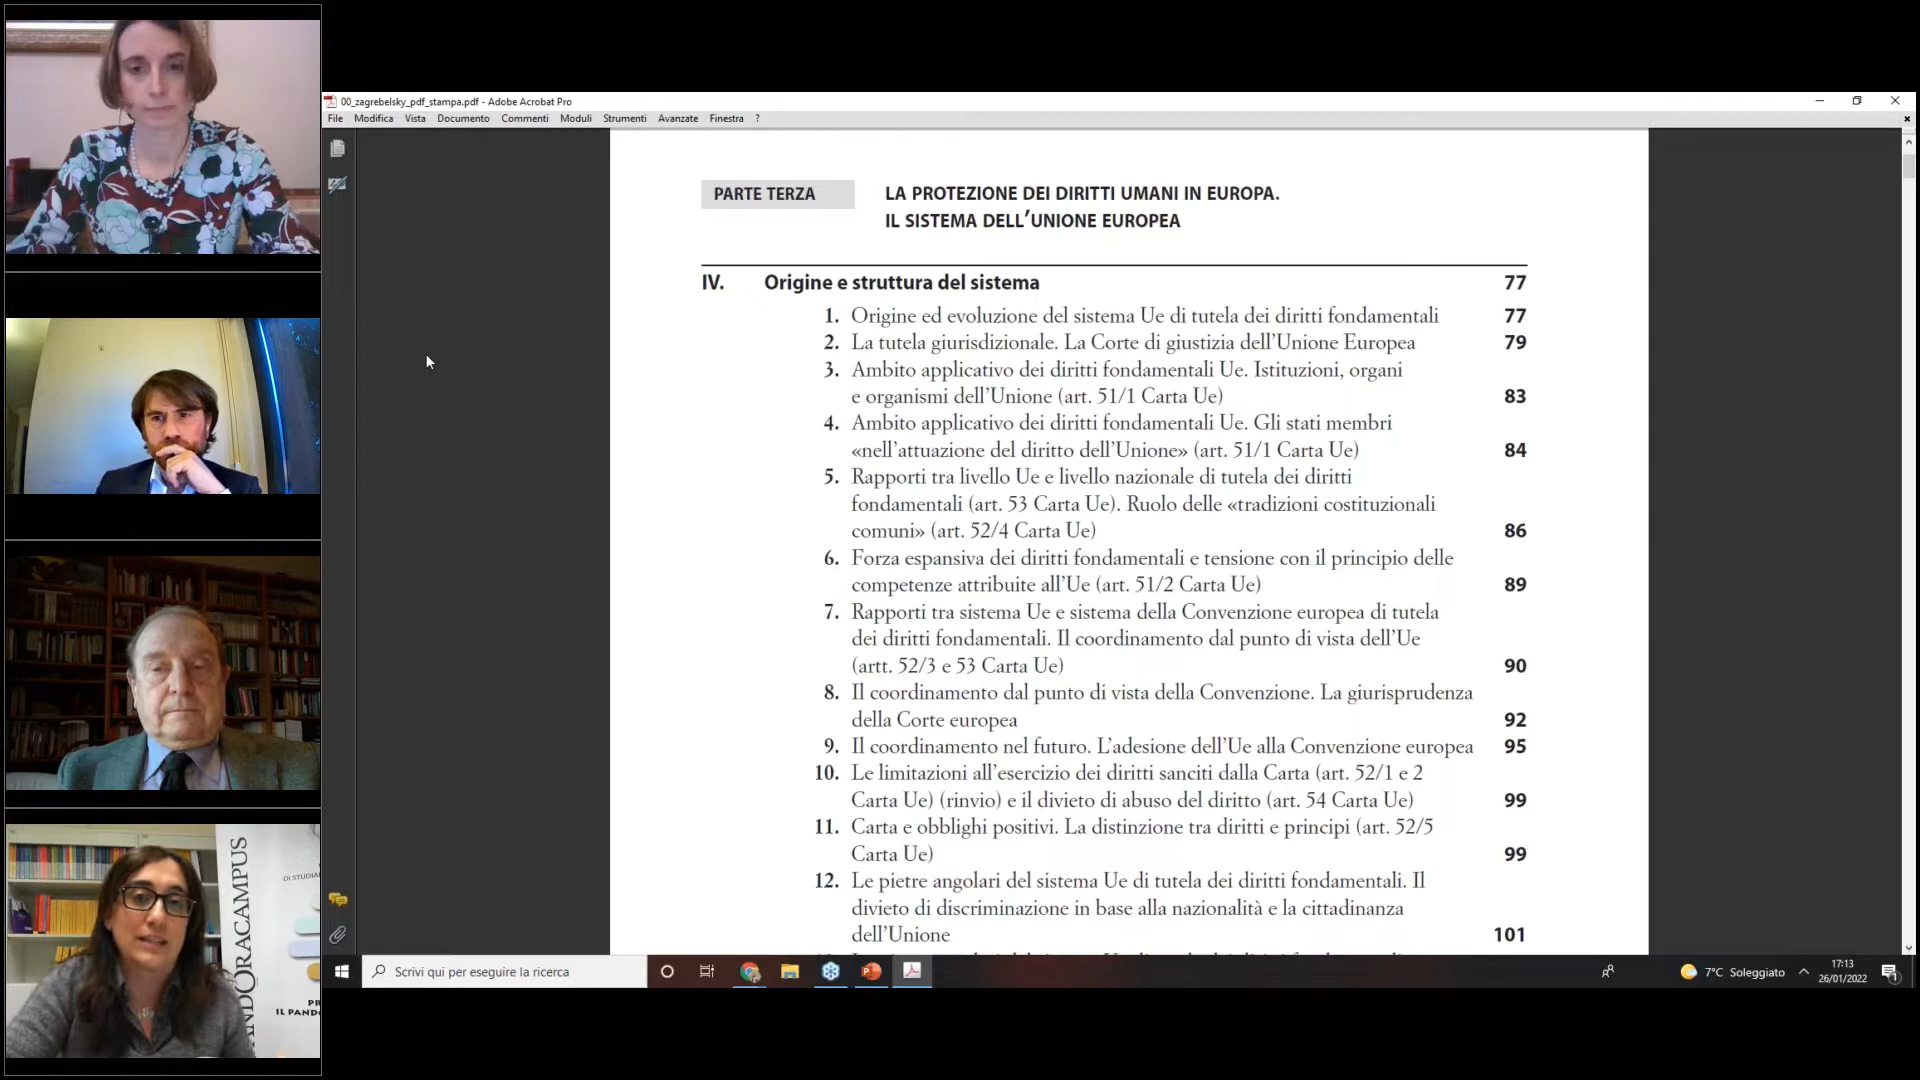 00_zagrebelsky_pdf_stampa.pdf - Adobe Acrobat Pro
File Modifica Vista Documento Commenti Moduli Strumenti Avanzate Finestra ?
PARTE TERZA LA PROTEZIONE DEI DIRITTI UMANI IN EUROPA.
IL SISTEMA DELL'UNIONE EUROPEA
IV. Origine e struttura del sistema 77
1. Origine ed evoluzione del sistema Ue di tutela dei diritti fondamentali 77
2. La tutela giurisdizionale. La Corte di giustizia dell'Unione Europea 79
3. Ambito applicativo dei diritti fondamentali Ue. Istituzioni, organi
e organismi dell'Unione (art. 51/1 Carta Ue) 83
4. Ambito applicativo dei diritti fondamentali Ue. Gli stati membri
«nell'attuazione del diritto dell'Unione» (art. 51/1 Carta Ue) 84
5. Rapporti tra livello Ue e livello nazionale di tutela dei diritti
fondamentali (art. 53 Carta Ue). Ruolo delle «tradizioni costituzionali
comuni» (art. 52/4 Carta Ue) 86
6. Forza espansiva dei diritti fondamentali e tensione con il principio delle
competenze attribuite all'Ue (art. 51/2 Carta Ue) 89
7. Rapporti tra sistema Ue e sistema della Convenzione europea di tutela
dei diritti fondamentali. Il coordinamento dal punto di vista dell'Ue
(artt. 52/3 e 53 Carta Ue) 90
8. Il coordinamento dal punto di vista della Convenzione. La giurisprudenza
della Corte europea 92
9. Il coordinamento nel futuro. L'adesione dell'Ue alla Convenzione europea 95
10. Le limitazioni all'esercizio dei diritti sanciti dalla Carta (art. 52/1 e 2
Carta Ue) (rinvio) e il divieto di abuso del diritto (art. 54 Carta Ue) 99
11. Carta e obblighi positivi. La distinzione tra diritti e principi (art. 52/5
Carta Ue) 99
12. Le pietre angolari del sistema Ue di tutela dei diritti fondamentali. Il
divieto di discriminazione in base alla nazionalità e la cittadinanza
dell'Unione 101
Scrivi qui per eseguire la ricerca
7°C Soleggiato
17:13
26/01/2022
1
ANDORACAMPUS
DI STUDIA
PR
IL PAND